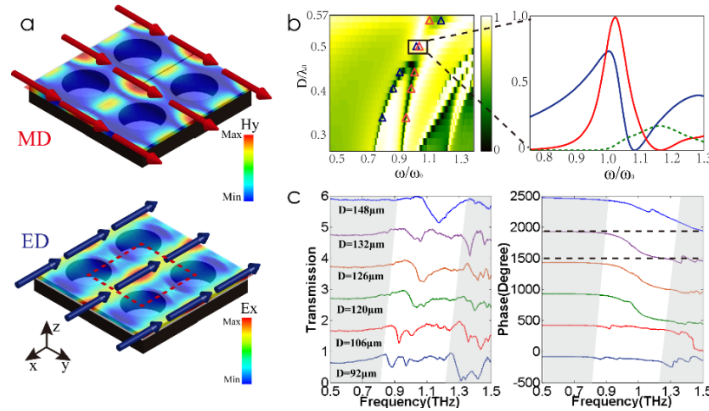 a
MD
Max
Hy
Min
ED
Max
Ex
Min
z
x
y
b
0.57
0.5
0.4
0.3
D/λd
0.5
0.7
0.9
1.1
1.3
ω/ω₀
1
0
1.0
0.5
0
0.8
0.9
1.0
1.1
1.2
1.3
c
6
5
4
3
2
1
0
Transmission
D=148μm
D=132μm
D=126μm
D=120μm
D=106μm
D=92μm
0.5
0.7
0.9
1.1
1.3
1.5
Frequency(THz)
2500
2000
1500
1000
500
0
-500
Phase(Degree)
0.5
0.7
0.9
1.1
1.3
1.5
Frequency(THz)